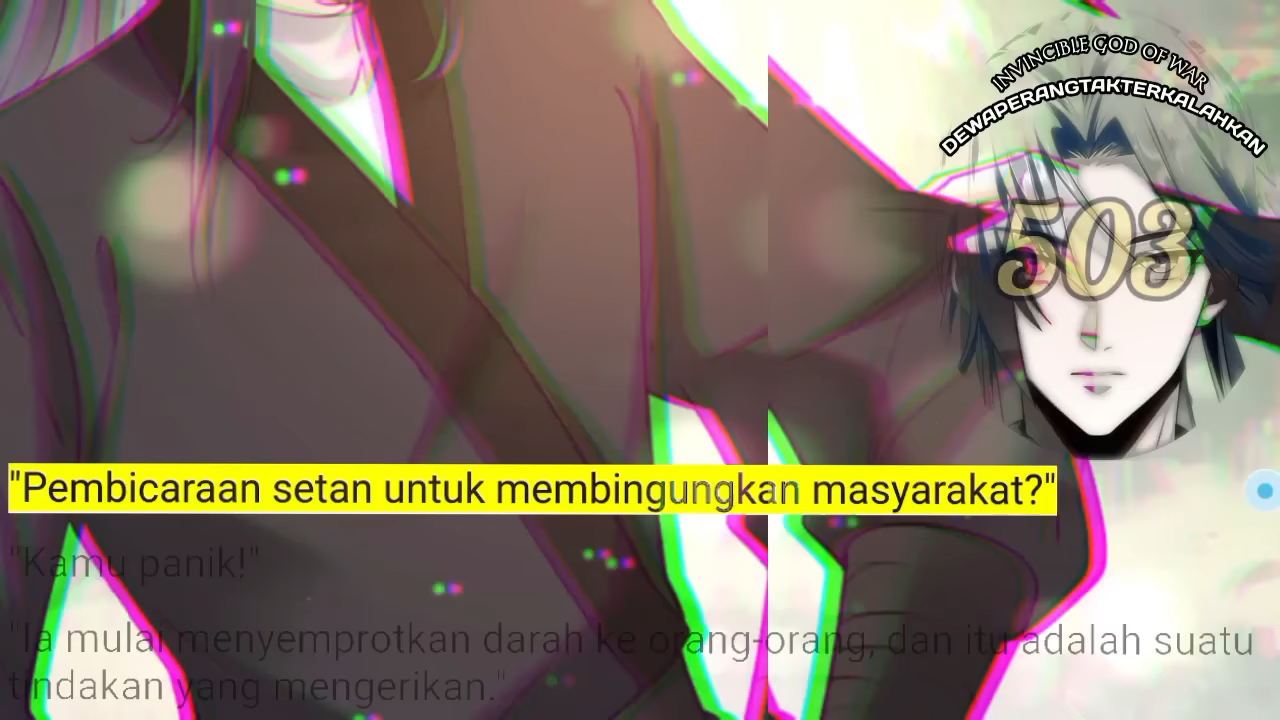 INVINCIBLE GOD OF WAR
DEWAPERANGTAKTERKALAHKAN
503
"Pembicaraan setan untuk membingungkan masyarakat?"
"Kamu panik!"
"Ia mulai menyemprotkan darah ke orang-orang, dan itu adalah suatu
tindakan yang mengerikan."